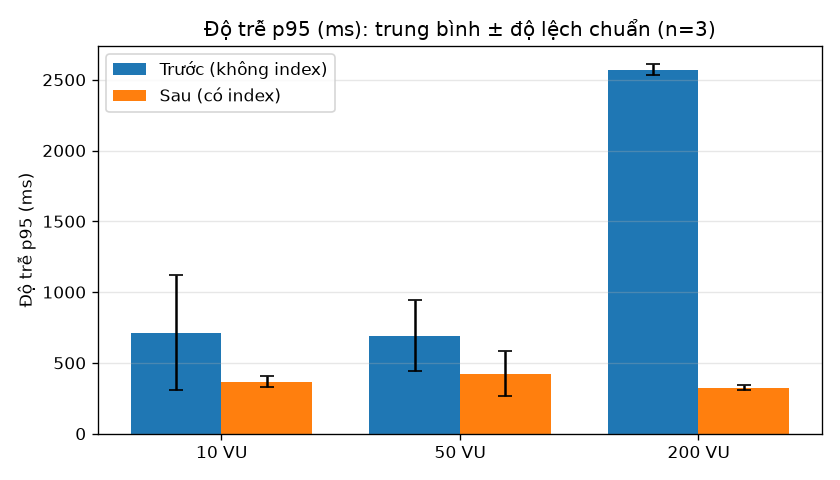 Độ trễ p95 (ms): trung bình ± độ lệch chuẩn (n=3)
Trước (không index)
Sau (có index)
Độ trễ p95 (ms)
2500
2000
1500
1000
500
0
10 VU
50 VU
200 VU